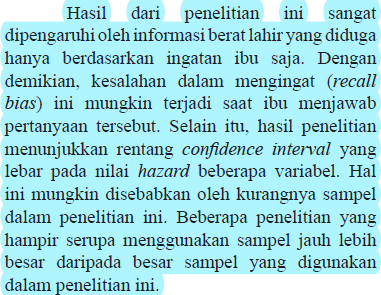 Hasil dari penelitian ini sangat
dipengaruhi oleh informasi berat lahir yang diduga
hanya berdasarkan ingatan ibu saja. Dengan
demikian, kesalahan dalam mengingat (recall
bias) ini mungkin terjadi saat ibu menjawab
pertanyaan tersebut. Selain itu, hasil penelitian
menunjukkan rentang confidence interval yang
lebar pada nilai hazard beberapa variabel. Hal
ini mungkin disebabkan oleh kurangnya sampel
dalam penelitian ini. Beberapa penelitian yang
hampir serupa menggunakan sampel jauh lebih
besar daripada besar sampel yang digunakan
dalam penelitian ini.